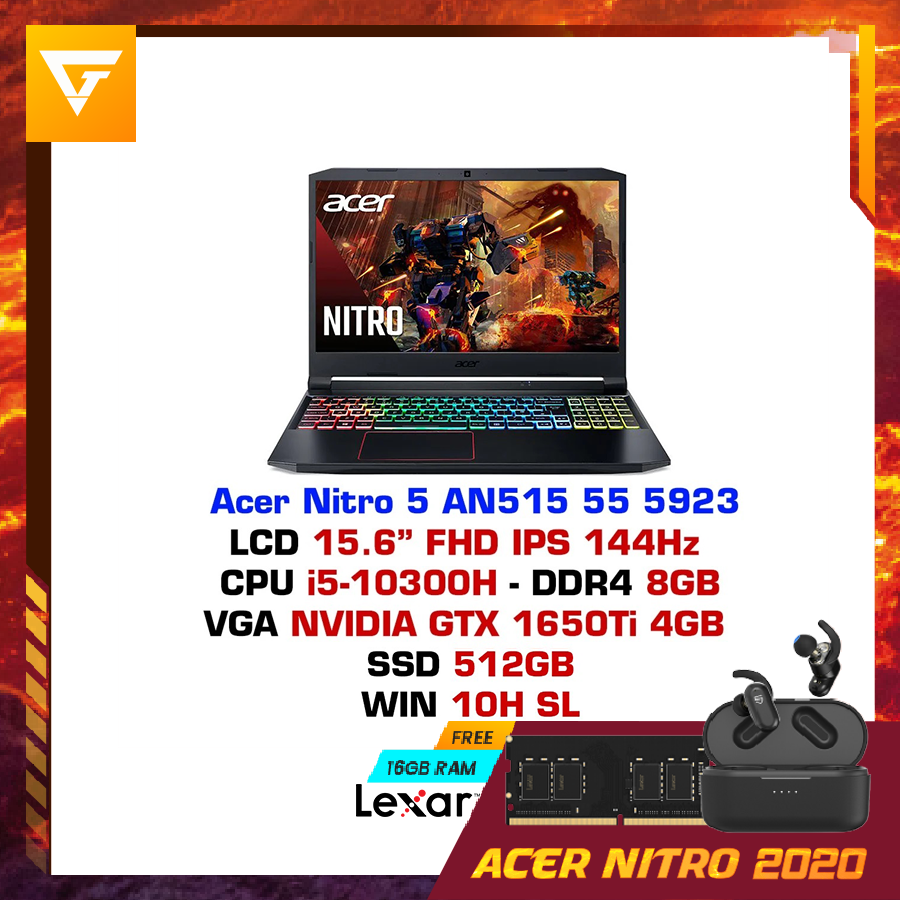 acer
NITRO
acer
Acer Nitro 5 AN515 55 5923
LCD 15.6” FHD IPS 144Hz
CPU i5-10300H - DDR4 8GB
VGA NVIDIA GTX 1650Ti 4GB
SSD 512GB
WIN 10H SL
FREE
16GB RAM
Lexar™
ACER NITRO 2020